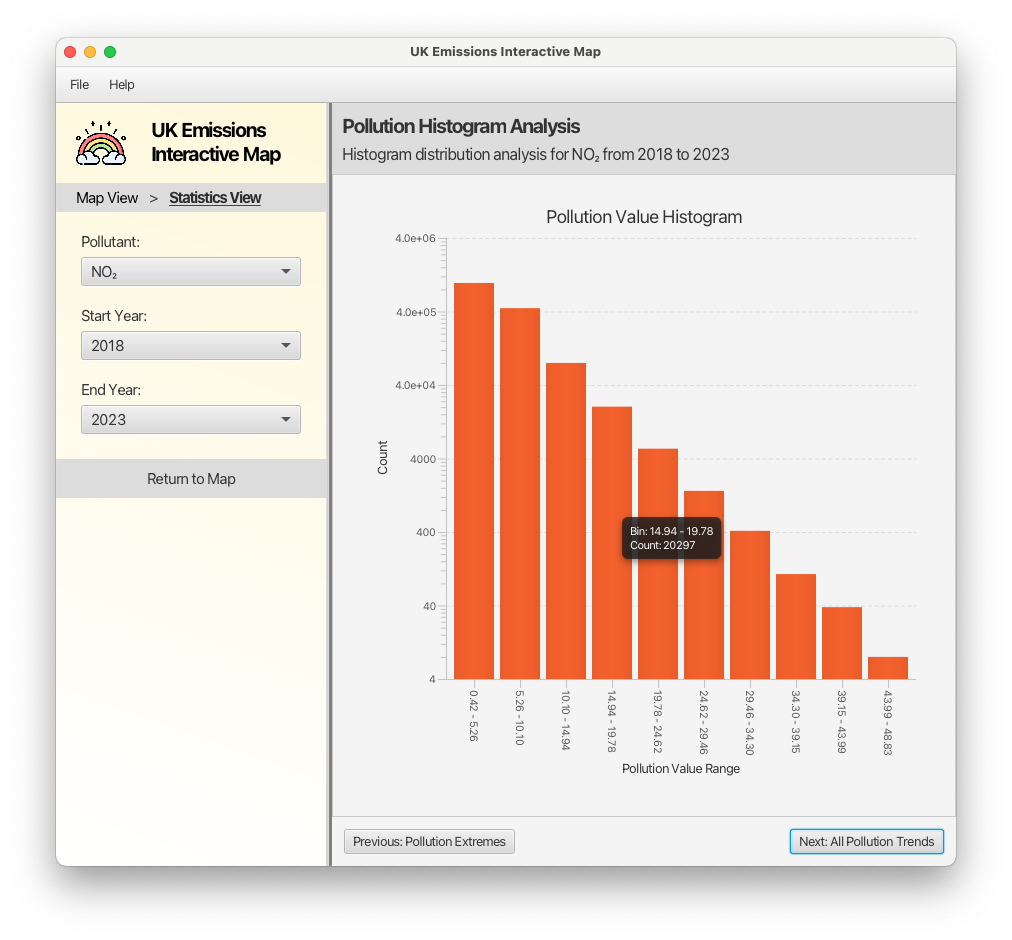 UK Emissions Interactive Map
File Help
UK Emissions
Interactive Map
Map View > Statistics View
Pollutant:
NO₂
Start Year:
2018
End Year:
2023
Return to Map
Pollution Histogram Analysis
Histogram distribution analysis for NO₂ from 2018 to 2023
Pollution Value Histogram
4.0e+06
4.0e+05
4.0e+04
4000
400
40
4
Count
Bin: 14.94 - 19.78
Count: 20297
0.42 - 5.26
5.26 - 10.10
10.10 - 14.94
14.94 - 19.78
19.78 - 24.62
24.62 - 29.46
29.46 - 34.30
34.30 - 39.15
39.15 - 43.99
43.99 - 48.83
Pollution Value Range
Previous: Pollution Extremes
Next: All Pollution Trends